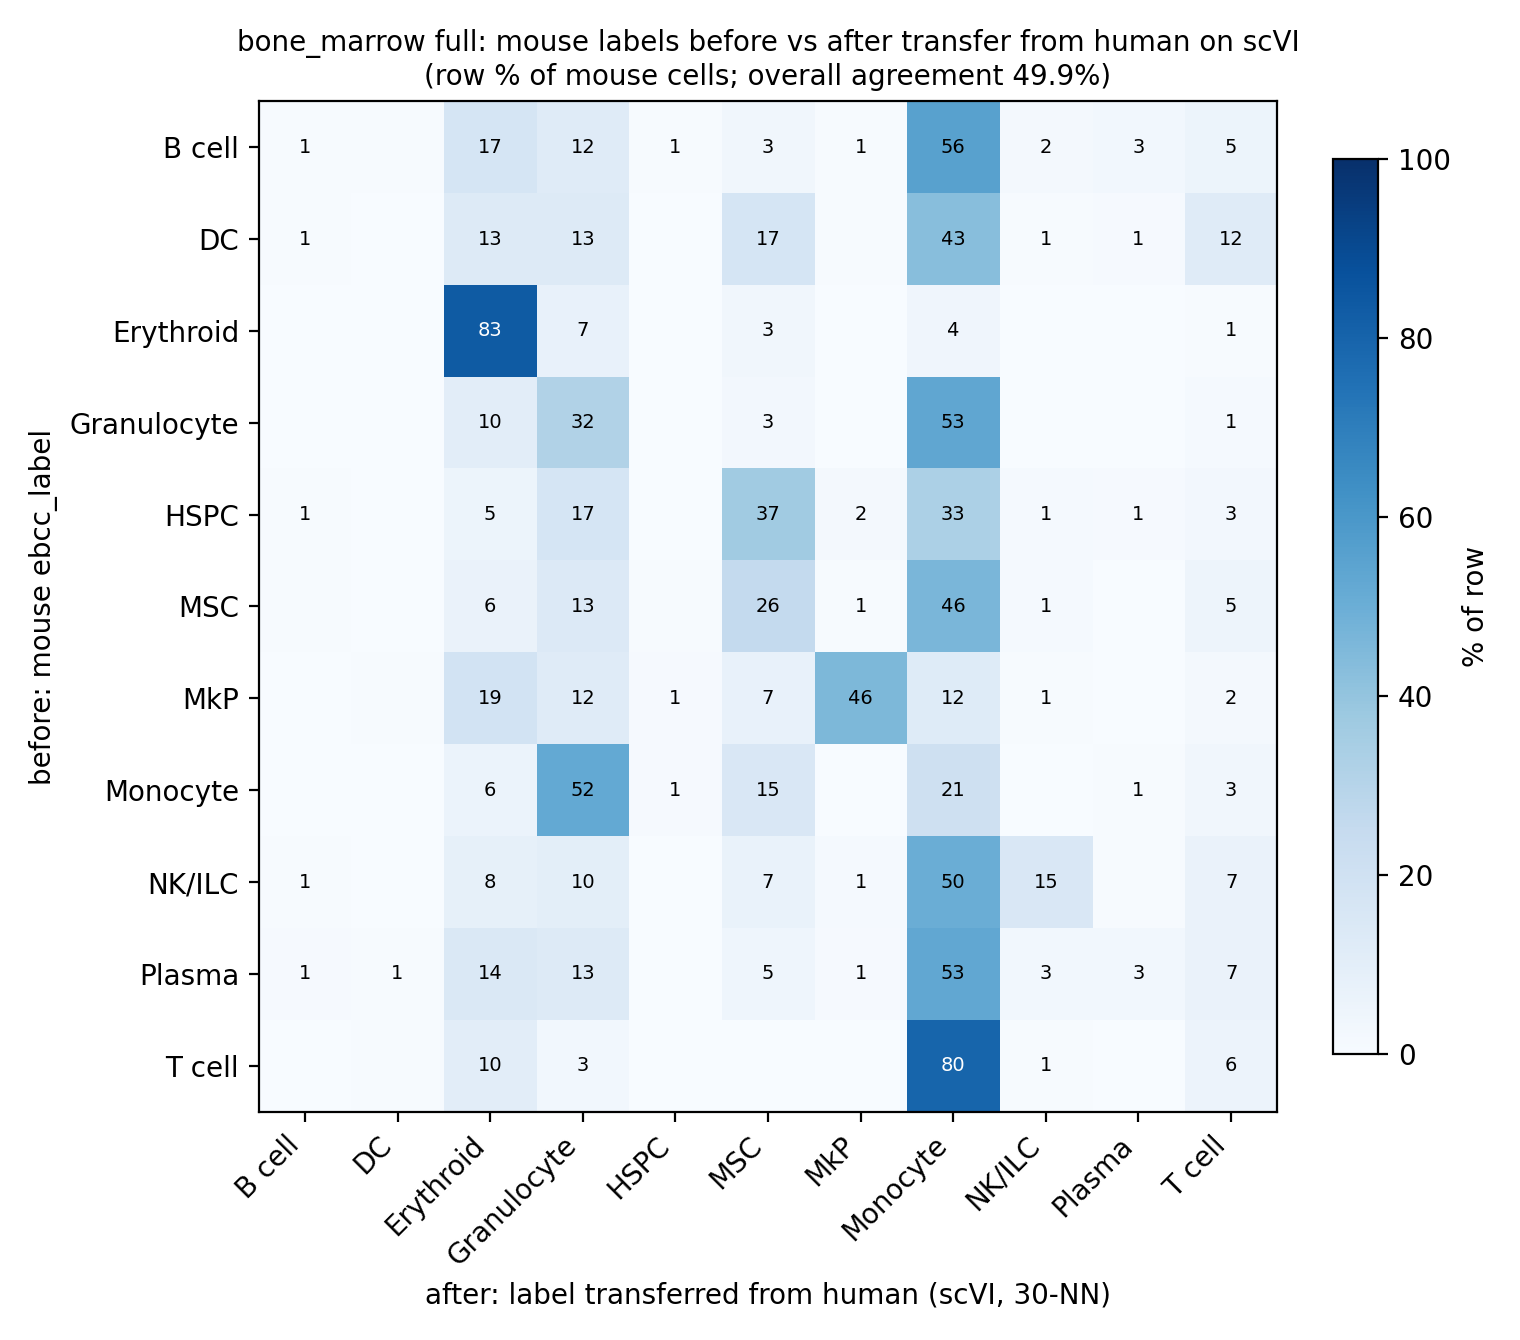 bone_marrow full: mouse labels before vs after transfer from human on scVI
(row % of mouse cells; overall agreement 49.9%)
before: mouse ebcc_label
B cell 1 17 12 1 3 1 56 2 3 5
DC 1 13 13 17 43 1 1 12
Erythroid 83 7 3 4 1
Granulocyte 10 32 3 53 1
HSPC 1 5 17 37 2 33 1 1 3
MSC 6 13 26 1 46 1 5
MkP 19 12 1 7 46 12 1 2
Monocyte 6 52 1 15 21 1 3
NK/ILC 1 8 10 7 1 50 15 7
Plasma 1 1 14 13 5 1 53 3 3 7
T cell 10 3 80 1 6
B cell DC Erythroid Granulocyte HSPC MSC MkP Monocyte NK/ILC Plasma T cell
after: label transferred from human (scVI, 30-NN)
100
80
60
40
20
0
% of row